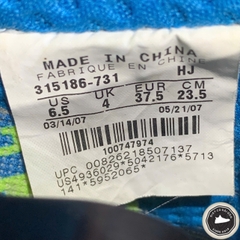 MADE IN CHINA
FABRIQUE EN CHINE HJ
315186-731
US UK EUR CM
6.5 4 37.5 23.5
03/14/07 05/21/07
100747974
UPC 00826218507137
US4936029*5042176*5713
141*5952065*